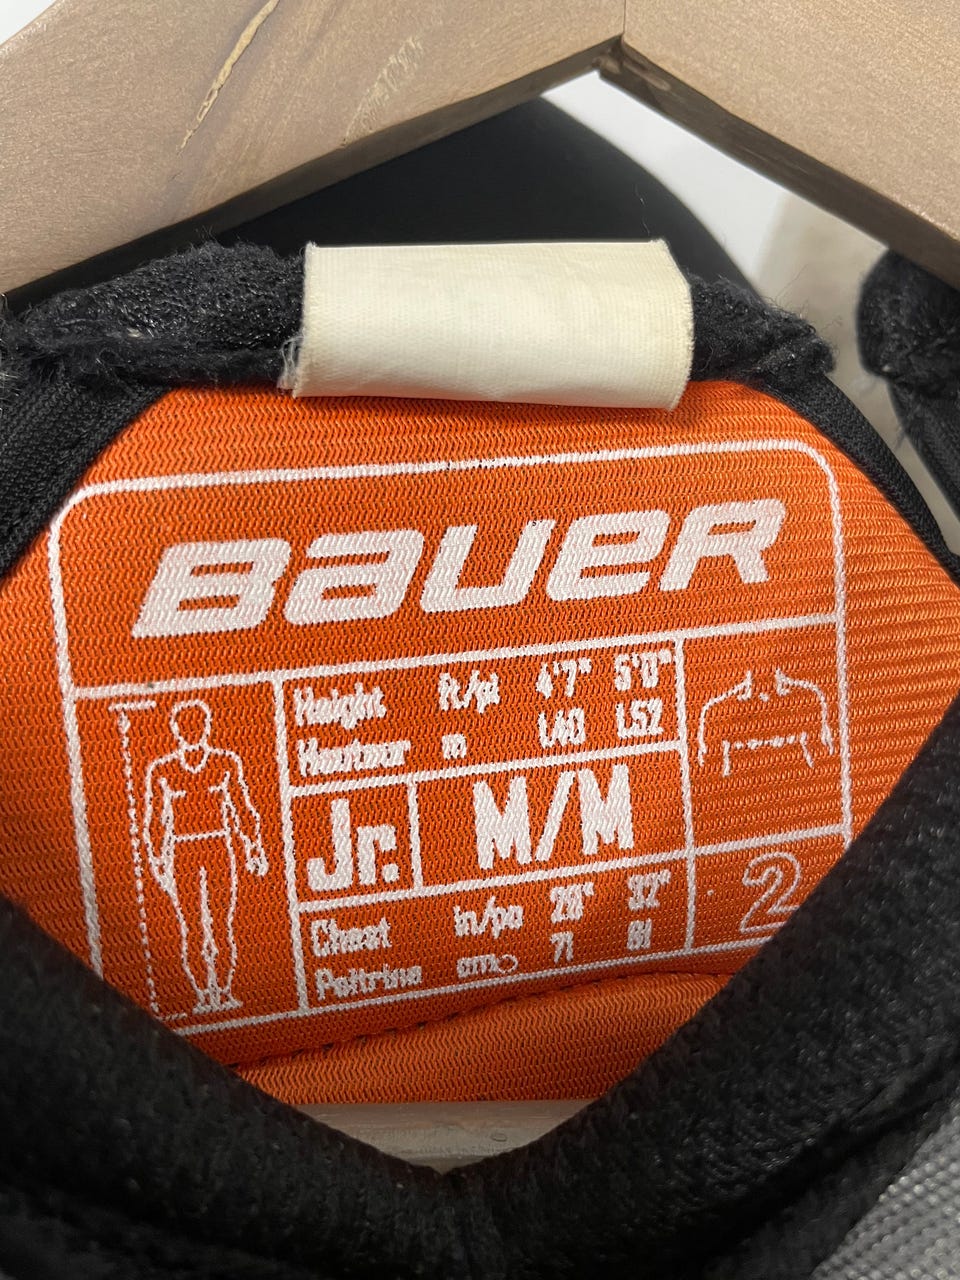 BAUER
Height ft./pi 4'7" 5'0"
Hauteur m 1.40 1.52
Jr. M/M
Chest in/po 28" 32"
Poitrine cm 71 81
2